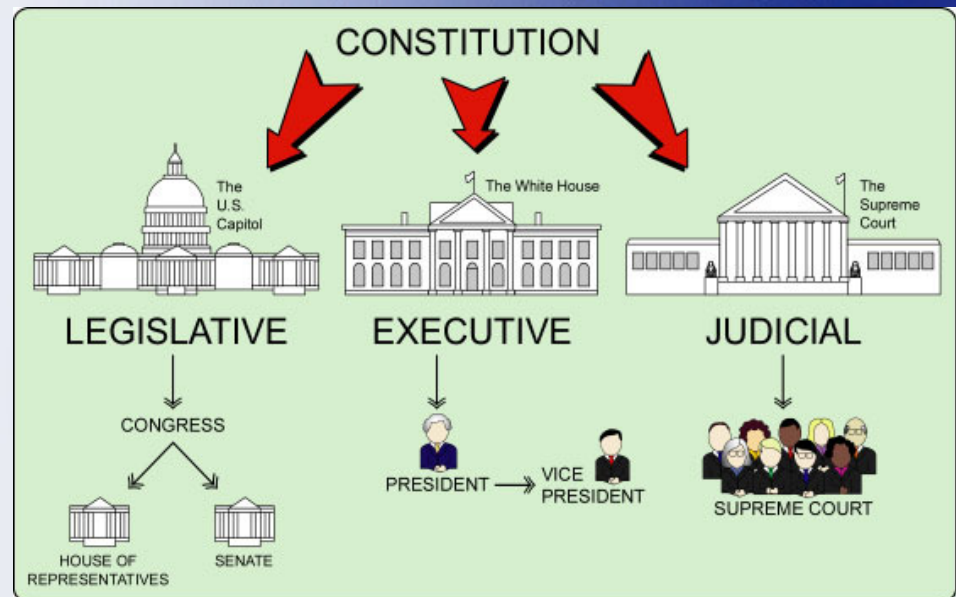 CONSTITUTION
The
U.S.
Capitol
The White House
The
Supreme
Court
LEGISLATIVE
EXECUTIVE
JUDICIAL
CONGRESS
HOUSE OF
REPRESENTATIVES
SENATE
PRESIDENT
VICE
PRESIDENT
SUPREME COURT